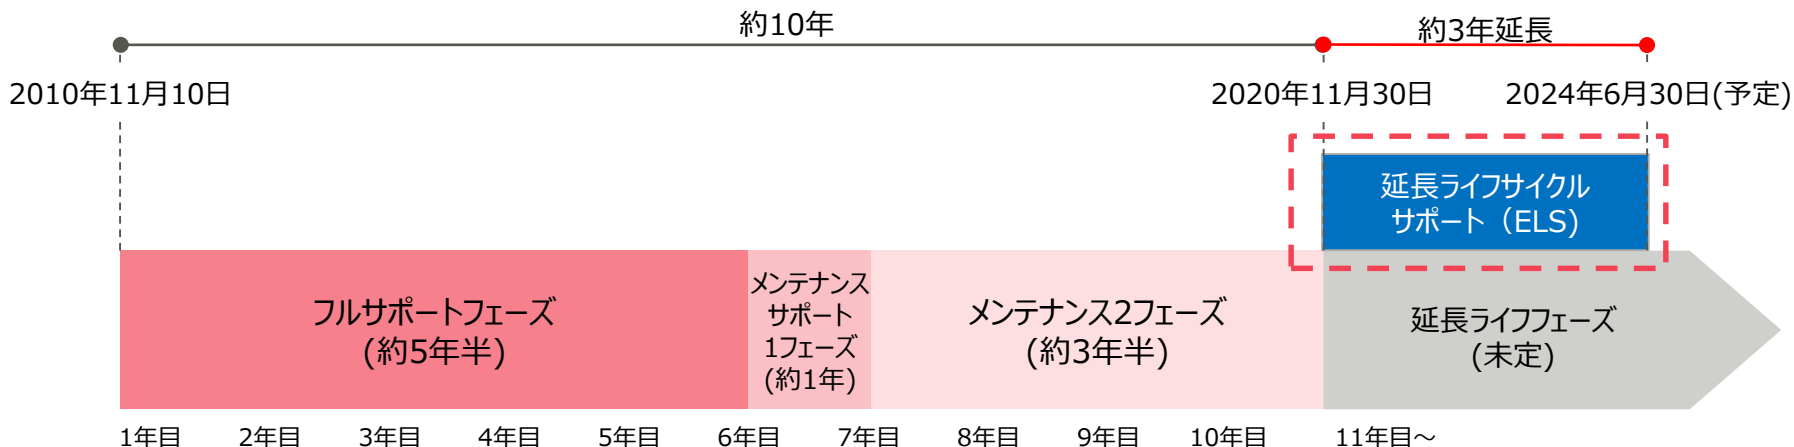 約10年
約3年延長
2010年11月10日
2020年11月30日
2024年6月30日(予定)
延長ライフサイクル
サポート（ELS)
フルサポートフェーズ
(約5年半)
メンテナンス
サポート
1フェーズ
(約1年)
メンテナンス2フェーズ
(約3年半)
延長ライフフェーズ
(未定)
1年目
2年目
3年目
4年目
5年目
6年目
7年目
8年目
9年目
10年目
11年目～